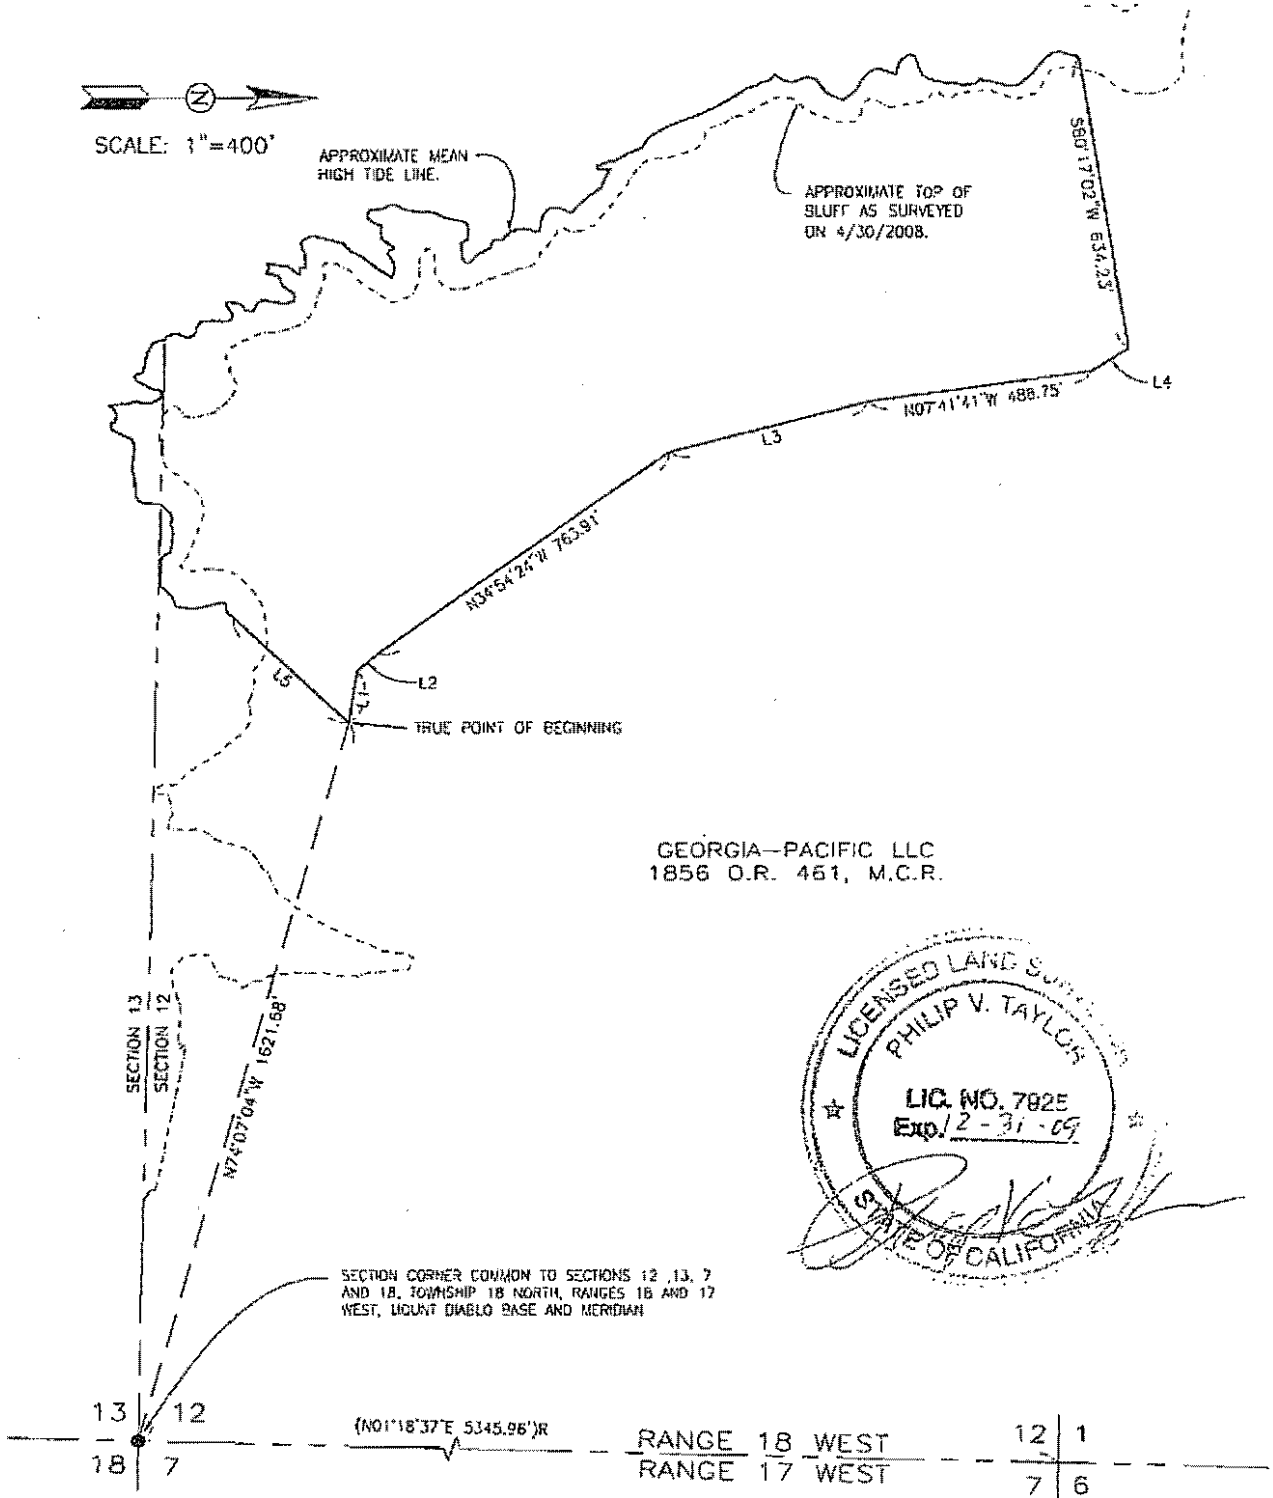 N
SCALE: 1"=400'
APPROXIMATE MEAN
HIGH TIDE LINE.
APPROXIMATE TOP OF
BLUFF AS SURVEYED
ON 4/30/2008.
S80°17'02"W 634.23'
L4
N07°41'41"W 488.75'
L3
N34°54'24"W 763.91'
L5
L2
L1
TRUE POINT OF BEGINNING
GEORGIA-PACIFIC LLC
1856 O.R. 461, M.C.R.
SECTION 13
SECTION 12
N74°07'04"W 1621.68'
LICENSED LAND
PHILIP V. TAYLOR
LIC. NO. 7925
Exp. 12-31-09
STATE OF CALIFORNIA
SECTION CORNER COMMON TO SECTIONS 12 ,13, 7
AND 18, TOWNSHIP 18 NORTH, RANGES 18 AND 17
WEST, MOUNT DIABLO BASE AND MERIDIAN
13 12
18 7
(N01°18'37"E 5345.96')R
RANGE 18 WEST
RANGE 17 WEST
12 1
7 6